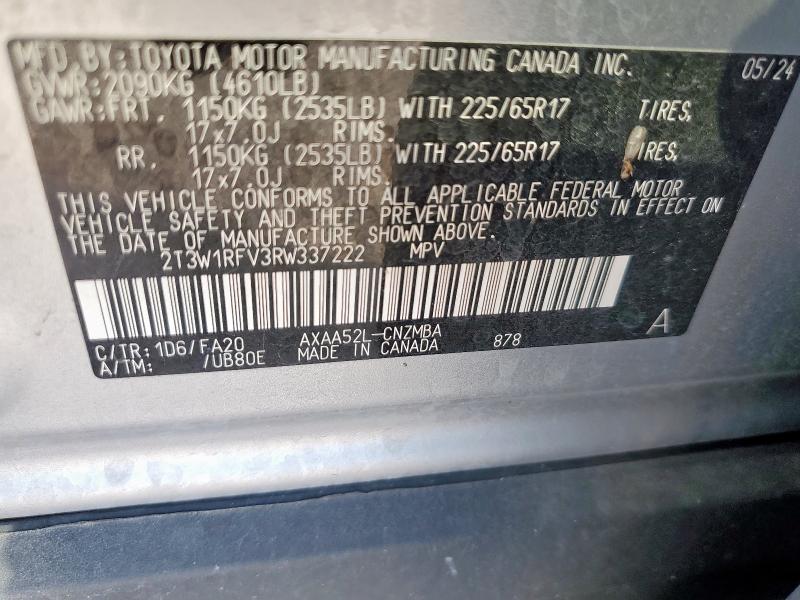 MFD. BY: TOYOTA MOTOR MANUFACTURING CANADA INC. 05/24
GVWR: 2090KG (4610LB)
GAWR: FRT. 1150KG (2535LB) WITH 225/65R17 TIRES,
17x7.0J RIMS.
RR. 1150KG (2535LB) WITH 225/65R17 TIRES,
17x7.0J RIMS.
THIS VEHICLE CONFORMS TO ALL APPLICABLE FEDERAL MOTOR
VEHICLE SAFETY AND THEFT PREVENTION STANDARDS IN EFFECT ON
THE DATE OF MANUFACTURE SHOWN ABOVE.
2T3W1RFV3RW337222 MPV
C/TR: 1D6/FA20 AXAA52L-CNZMBA 878 A
A/TM: /UB80E MADE IN CANADA